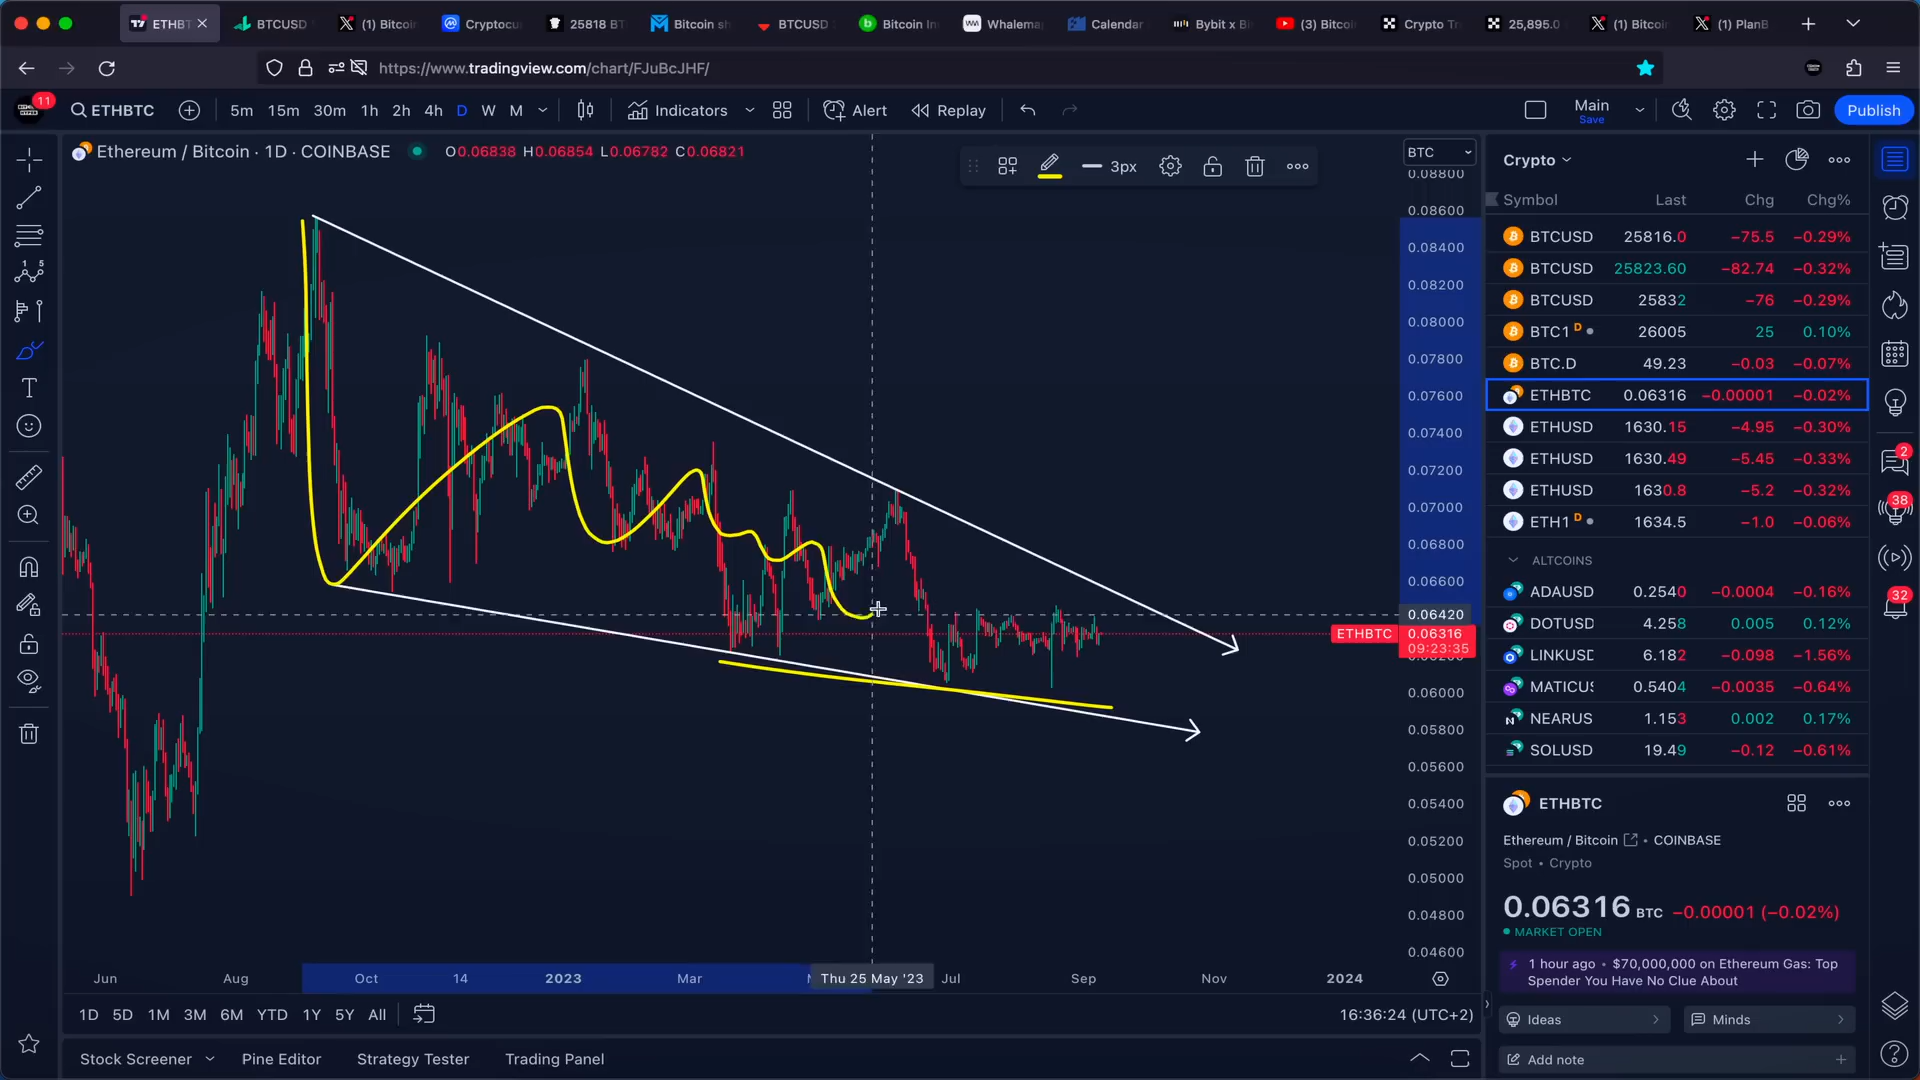 ETHBT
BTCUSD
(1) Bitcoin
Cryptocu
25818 BT
Bitcoin sh
BTCUSD
Bitcoin In
Whalema
Calendar
Bybit x Bi
(3) Bitcoi
Crypto Tr
25,895.0
(1) Bitcoi
(1) PlanB
https://www.tradingview.com/chart/FJuBcJHF/
11
ETHBTC
5m 15m 30m 1h 2h 4h D W M
Indicators
Alert
Replay
Main
Save
Publish
Ethereum / Bitcoin · 1D · COINBASE
O0.06838 H0.06854 L0.06782 C0.06821
3px
BTC
0.08800
0.08600
0.08400
0.08200
0.08000
0.07800
0.07600
0.07400
0.07200
0.07000
0.06800
0.06600
0.06420
ETHBTC 0.06316
09:23:35
0.06000
0.05800
0.05600
0.05400
0.05200
0.05000
0.04800
0.04600
Jun Aug Oct 14 2023 Mar Thu 25 May '23 Jul Sep Nov 2024
1D 5D 1M 3M 6M YTD 1Y 5Y All
16:36:24 (UTC+2)
Stock Screener Pine Editor Strategy Tester Trading Panel
Crypto
Symbol Last Chg Chg%
BTCUSD 25816.0 −75.5 −0.29%
BTCUSD 25823.60 −82.74 −0.32%
BTCUSD 25832 −76 −0.29%
BTC1 D 26005 25 0.10%
BTC.D 49.23 −0.03 −0.07%
ETHBTC 0.06316 −0.00001 −0.02%
ETHUSD 1630.15 −4.95 −0.30%
ETHUSD 1630.49 −5.45 −0.33%
ETHUSD 1630.8 −5.2 −0.32%
ETH1 D 1634.5 −1.0 −0.06%
ALTCOINS
ADAUSD 0.2540 −0.0004 −0.16%
DOTUSD 4.258 0.005 0.12%
LINKUSD 6.182 −0.098 −1.56%
MATICUS 0.5404 −0.0035 −0.64%
NEARUS 1.153 0.002 0.17%
SOLUSD 19.49 −0.12 −0.61%
ETHBTC
Ethereum / Bitcoin • COINBASE
Spot • Crypto
0.06316 BTC −0.00001 (−0.02%)
MARKET OPEN
1 hour ago • $70,000,000 on Ethereum Gas: Top
Spender You Have No Clue About
Ideas
Minds
Add note
2
38
32